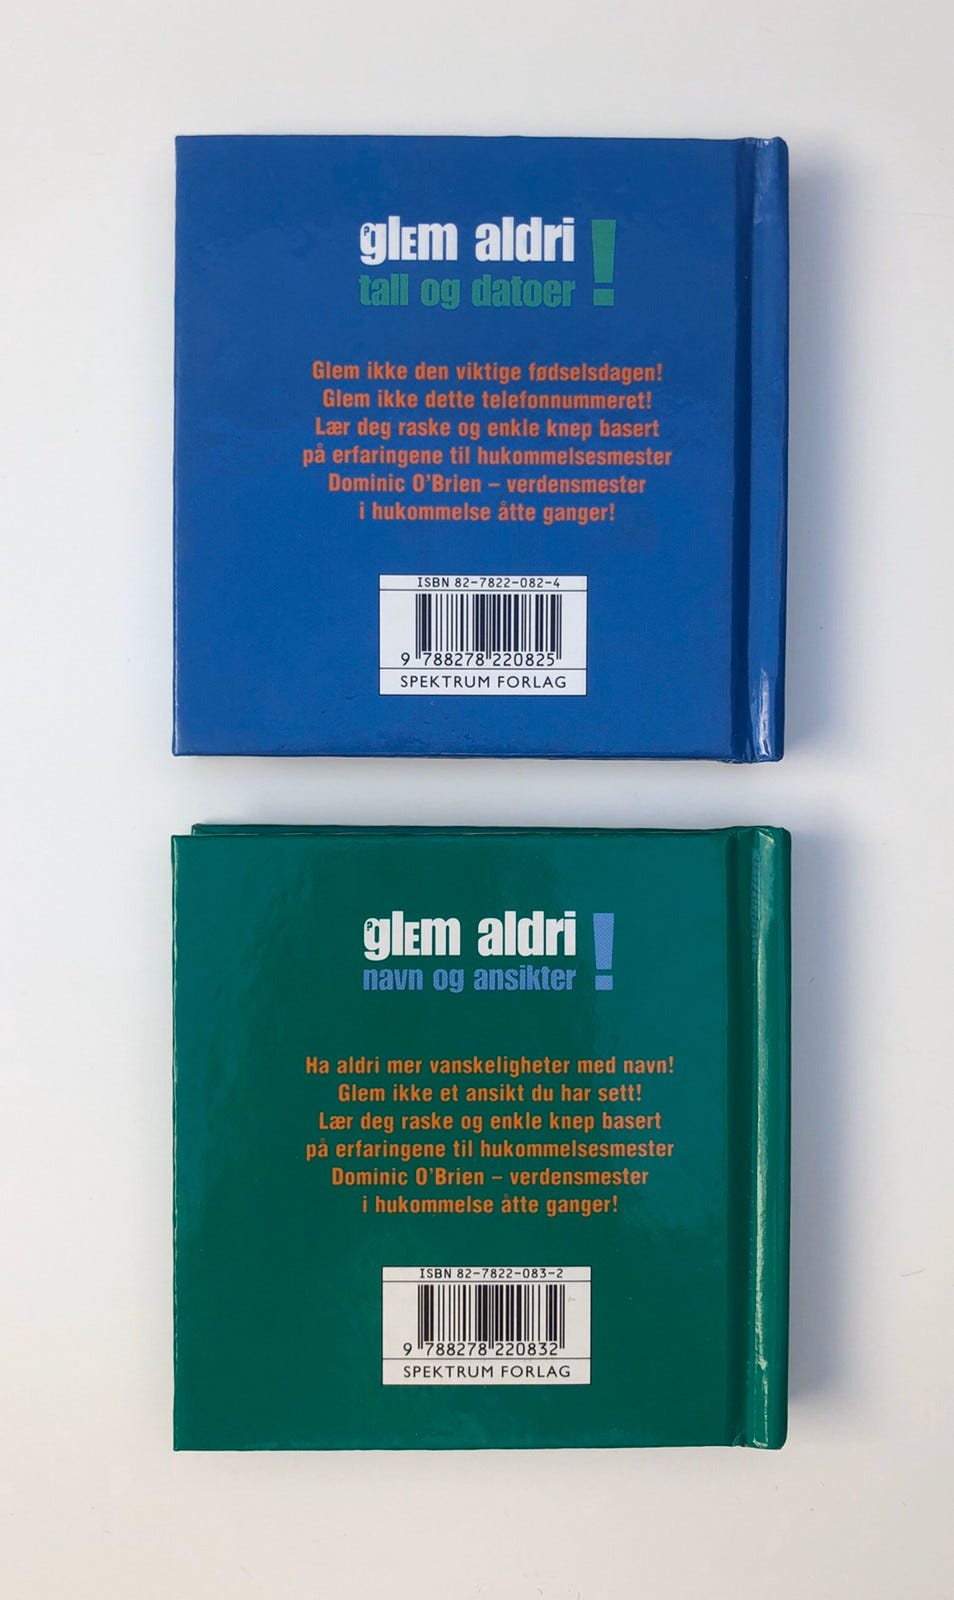 glem aldri
tall og datoer !
Glem ikke den viktige fødselsdagen!
Glem ikke dette telefonnummeret!
Lær deg raske og enkle knep basert
på erfaringene til hukommelsesmester
Dominic O'Brien – verdensmester
i hukommelse åtte ganger!
ISBN 82-7822-082-4
9 788278 220825
SPEKTRUM FORLAG
glem aldri
navn og ansikter !
Ha aldri mer vanskeligheter med navn!
Glem ikke et ansikt du har sett!
Lær deg raske og enkle knep basert
på erfaringene til hukommelsesmester
Dominic O'Brien – verdensmester
i hukommelse åtte ganger!
ISBN 82-7822-083-2
9 788278 220832
SPEKTRUM FORLAG